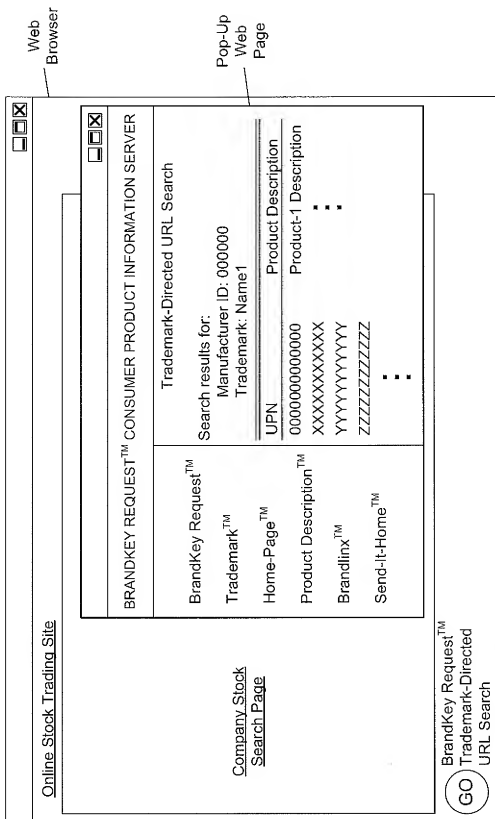 Web
Browser
Pop-Up
Web
Page
Online Stock Trading Site
Company Stock
Search Page
BRANDKEY REQUEST™ CONSUMER PRODUCT INFORMATION SERVER
BrandKey Request™
Trademark™
Home-Page™
Product Description™
Brandlinx™
Send-It-Home™
Trademark-Directed URL Search
Search results for:
Manufacturer ID: 000000
Trademark: Name1
UPN Product Description
000000000000 Product-1 Description
XXXXXXXXXXXX
YYYYYYYYYYYY
ZZZZZZZZZZZZ
GO
BrandKey Request™
Trademark-Directed
URL Search